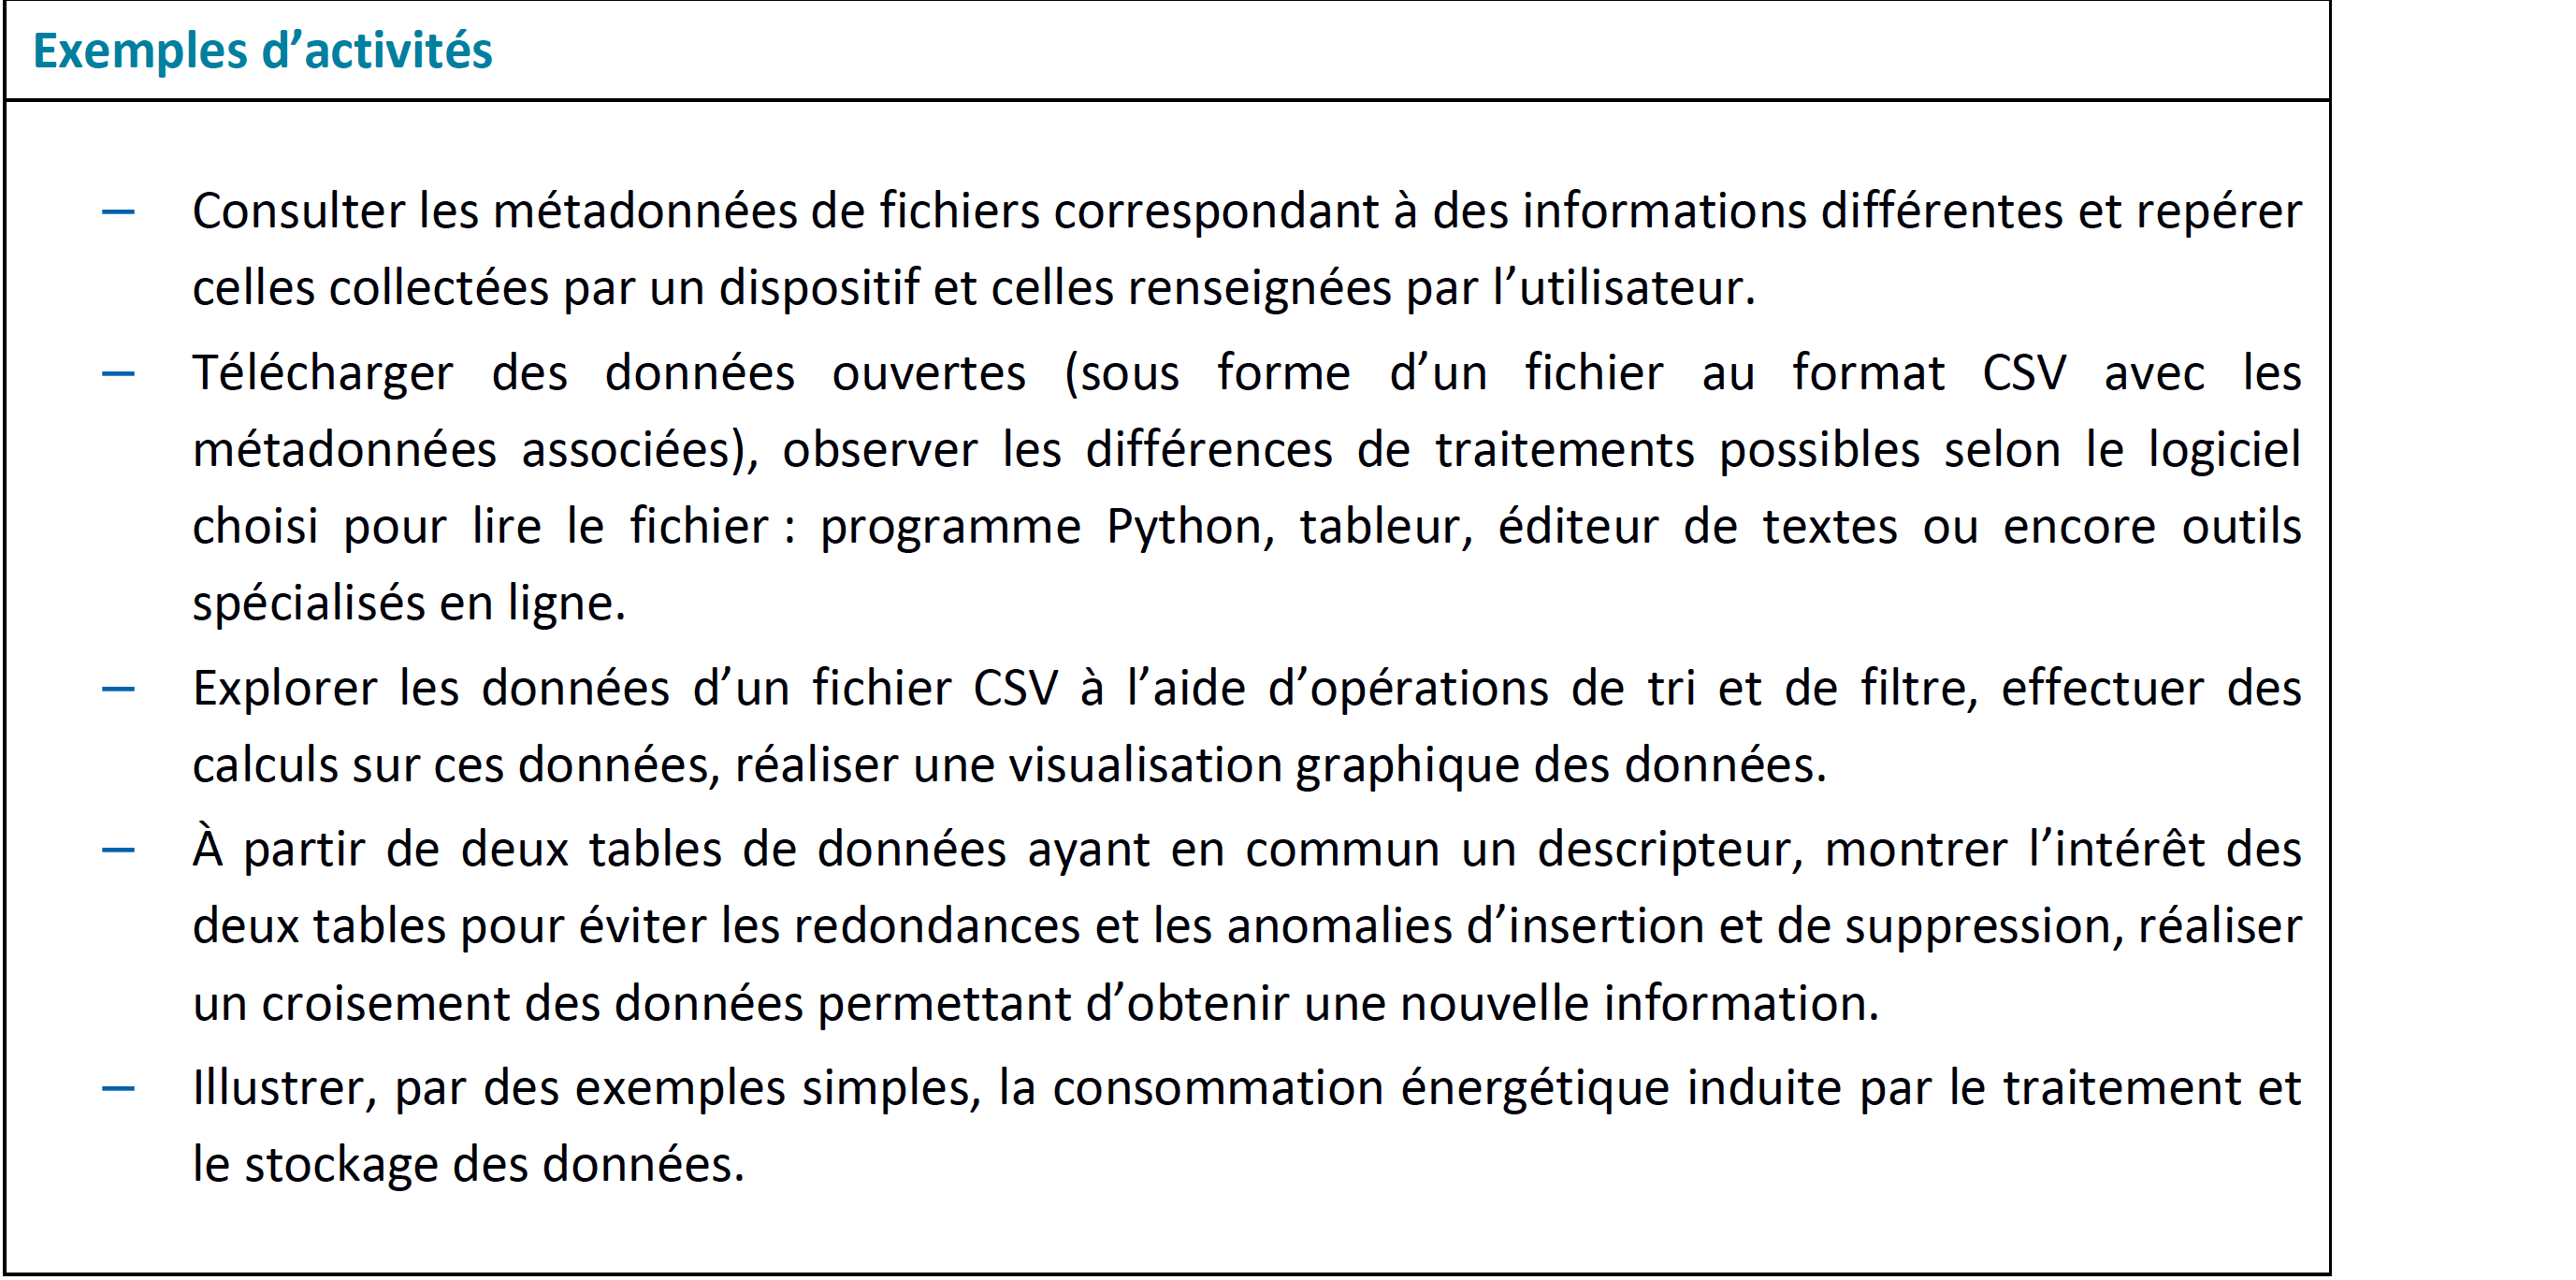 Exemples d’activités
– Consulter les métadonnées de fichiers correspondant à des informations différentes et repérer
celles collectées par un dispositif et celles renseignées par l’utilisateur.
– Télécharger des données ouvertes (sous forme d’un fichier au format CSV avec les
métadonnées associées), observer les différences de traitements possibles selon le logiciel
choisi pour lire le fichier : programme Python, tableur, éditeur de textes ou encore outils
spécialisés en ligne.
– Explorer les données d’un fichier CSV à l’aide d’opérations de tri et de filtre, effectuer des
calculs sur ces données, réaliser une visualisation graphique des données.
– À partir de deux tables de données ayant en commun un descripteur, montrer l’intérêt des
deux tables pour éviter les redondances et les anomalies d’insertion et de suppression, réaliser
un croisement des données permettant d’obtenir une nouvelle information.
– Illustrer, par des exemples simples, la consommation énergétique induite par le traitement et
le stockage des données.